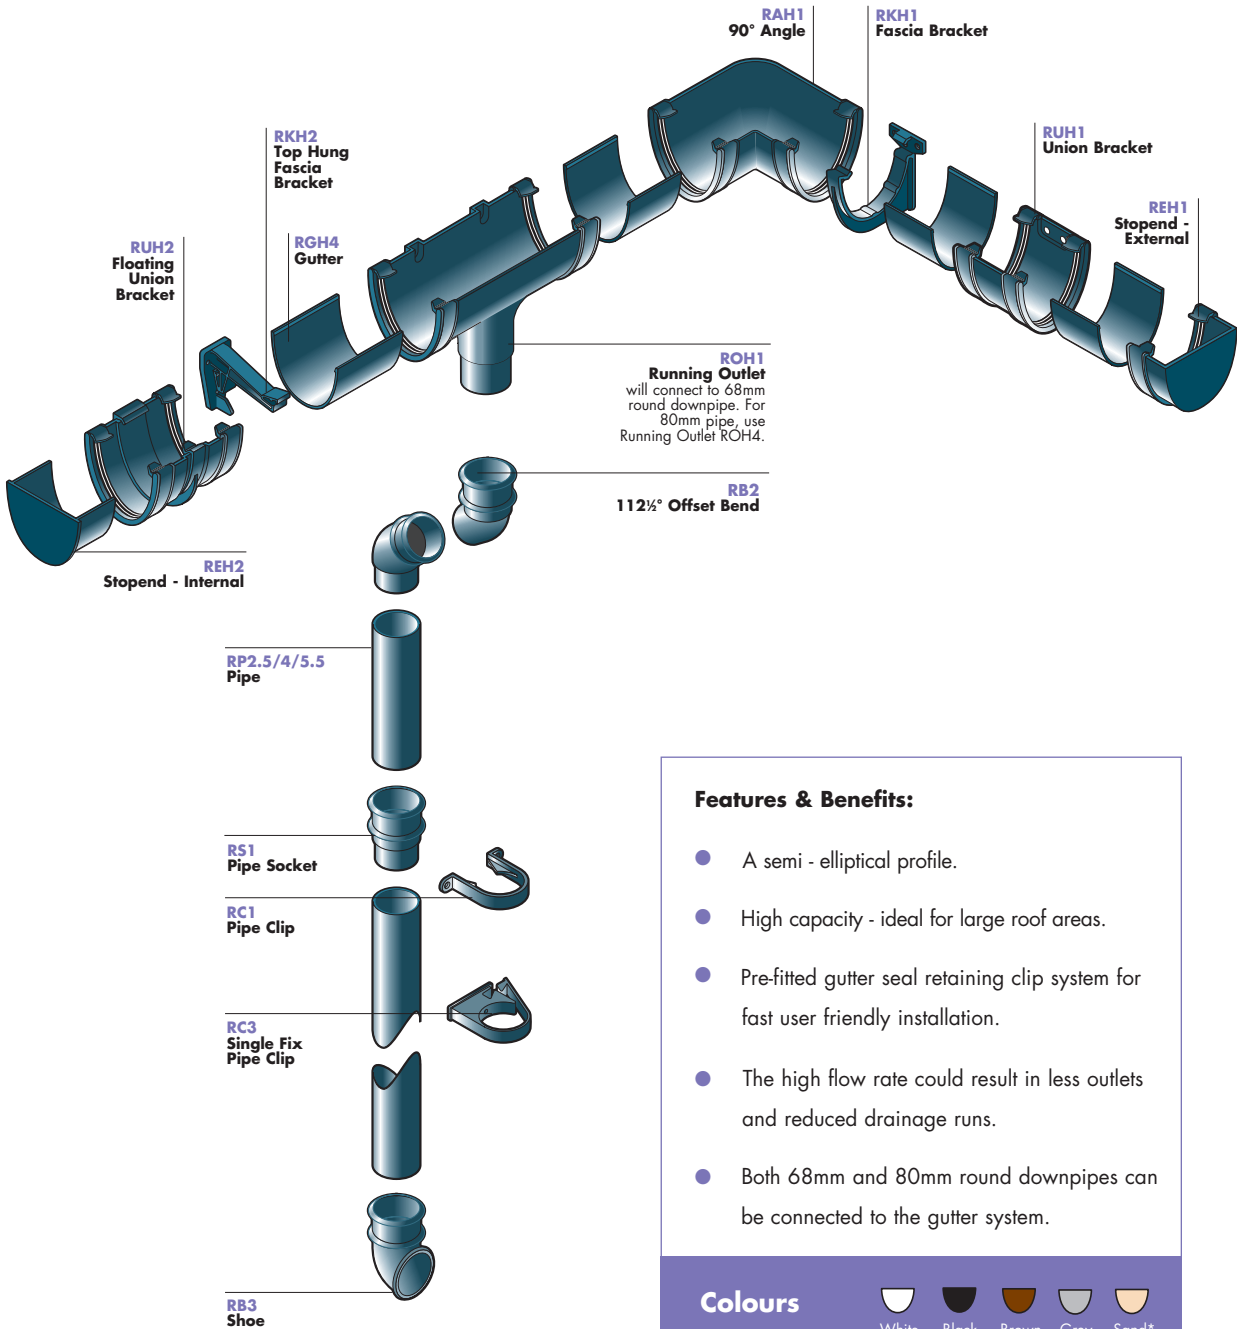 RAH1
90° Angle
RKH1
Fascia Bracket
RKH2
Top Hung
Fascia
Bracket
RUH1
Union Bracket
REH1
Stopend -
External
RUH2
Floating
Union
Bracket
RGH4
Gutter
ROH1
Running Outlet
will connect to 68mm
round downpipe. For
80mm pipe, use
Running Outlet ROH4.
RB2
112½° Offset Bend
REH2
Stopend - Internal
RP2.5/4/5.5
Pipe
RS1
Pipe Socket
RC1
Pipe Clip
RC3
Single Fix
Pipe Clip
RB3
Shoe
Features & Benefits:
A semi - elliptical profile.
High capacity - ideal for large roof areas.
Pre-fitted gutter seal retaining clip system for
fast user friendly installation.
The high flow rate could result in less outlets
and reduced drainage runs.
Both 68mm and 80mm round downpipes can
be connected to the gutter system.
Colours
White Black Brown Grey Sand*